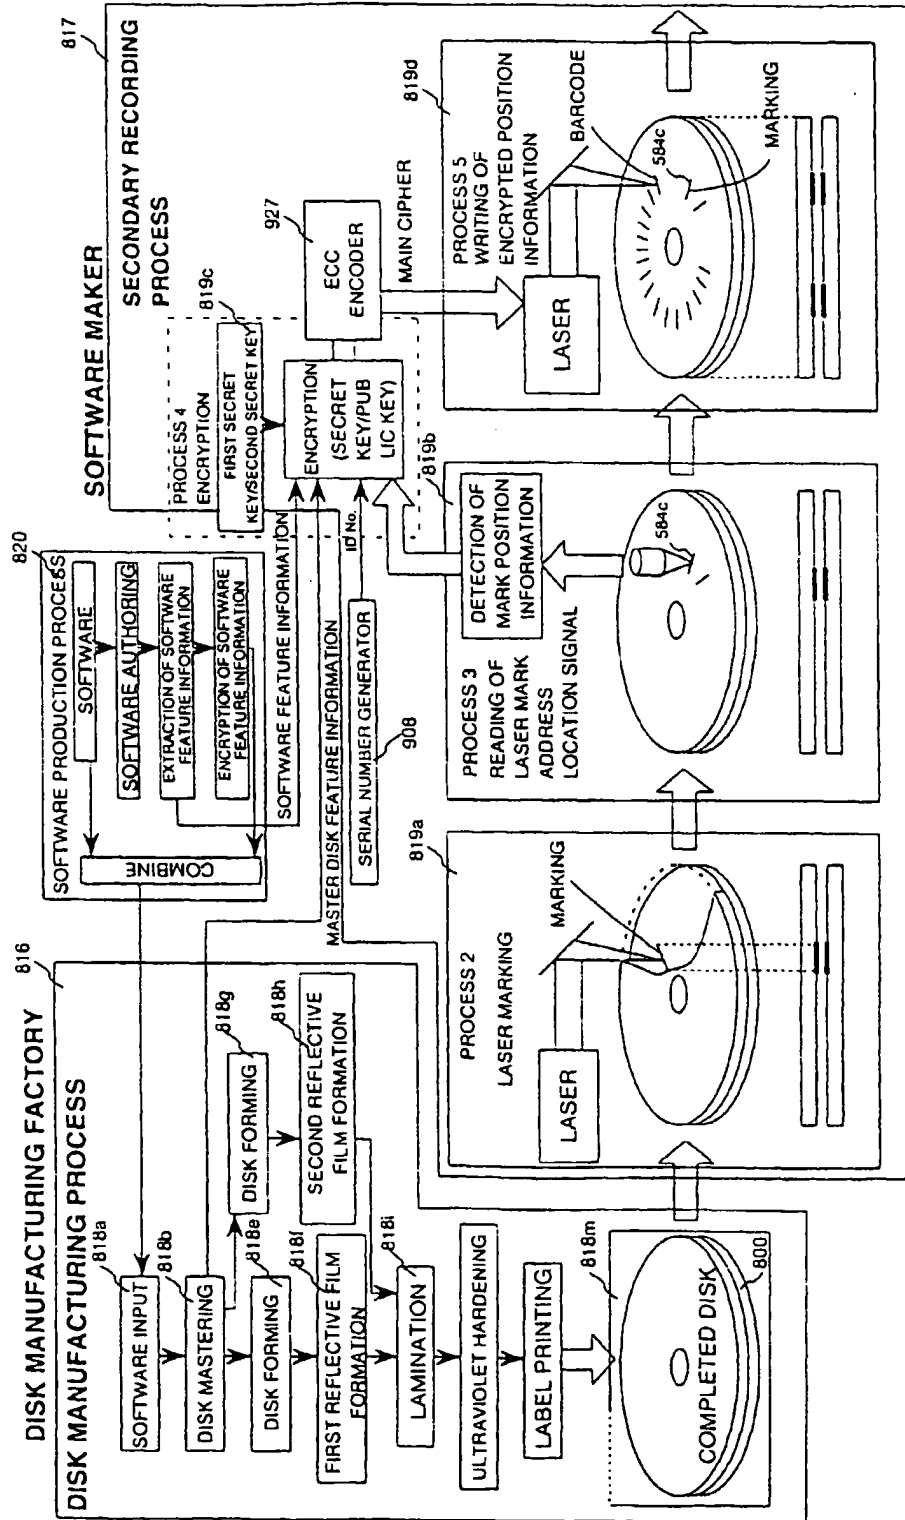 DISK MANUFACTURING FACTORY
DISK MANUFACTURING PROCESS
816
818a
SOFTWARE INPUT
818b
DISK MASTERING
818e
DISK FORMING
818f
FIRST REFLECTIVE FILM
FORMATION
818g
DISK FORMING
818h
SECOND REFLECTIVE
FILM FORMATION
818i
LAMINATION
ULTRAVIOLET HARDENING
LABEL PRINTING
818m
COMPLETED DISK
800
820
SOFTWARE PRODUCTION PROCESS
SOFTWARE
SOFTWARE AUTHORING
EXTRACTION OF SOFTWARE
FEATURE INFORMATION
ENCRYPTION OF SOFTWARE
FEATURE INFORMATION
COMBINE
SOFTWARE FEATURE INFORMATION
MASTER DISK FEATURE INFORMATION
SERIAL NUMBER GENERATOR
908
ID No.
SOFTWARE MAKER
817
SECONDARY RECORDING
PROCESS
PROCESS 4
ENCRYPTION
819c
FIRST SECRET
KEY/SECOND SECRET KEY
ENCRYPTION
(SECRET
KEY/PUB
LIC KEY)
927
ECC
ENCODER
MAIN CIPHER
819a
PROCESS 2
LASER MARKING
LASER
MARKING
819b
PROCESS 3
READING OF
LASER MARK
ADDRESS
LOCATION SIGNAL
DETECTION OF
MARK POSITION
INFORMATION
584c
819d
PROCESS 5
WRITING OF
ENCRYPTED POSITION
INFORMATION
LASER
BARCODE
584c
MARKING